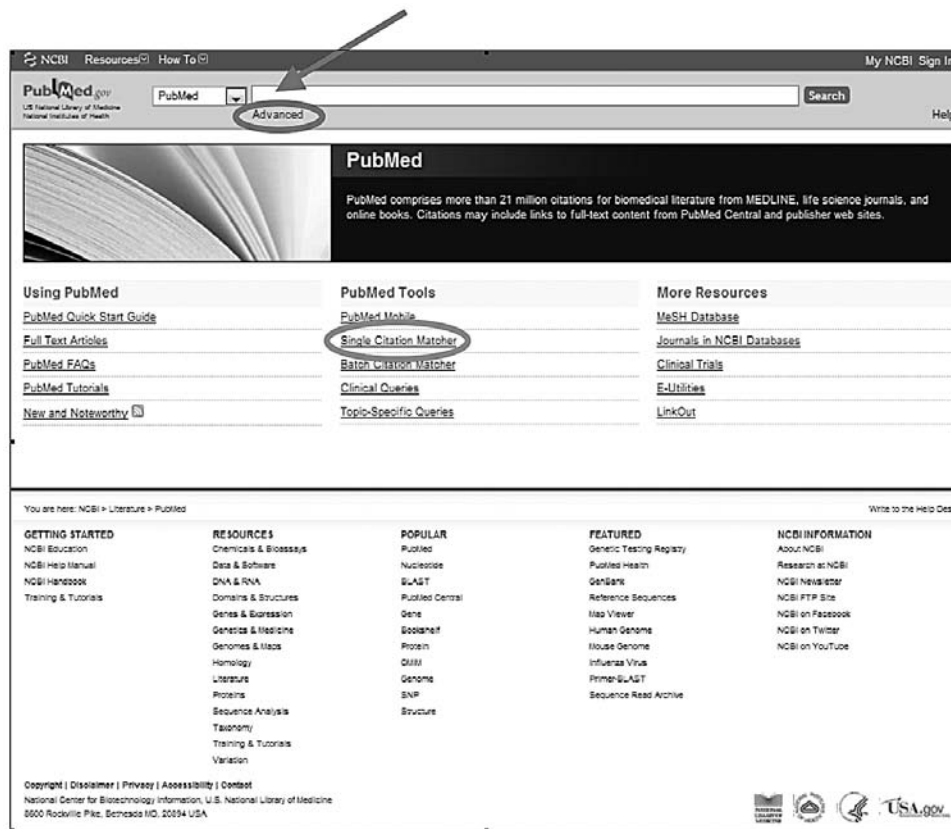 NCBI Resources How To My NCBI Sign In
PubMed.gov
US National Library of Medicine
National Institutes of Health
PubMed
Search
Advanced
Help
PubMed
PubMed comprises more than 21 million citations for biomedical literature from MEDLINE, life science journals, and
online books. Citations may include links to full-text content from PubMed Central and publisher web sites.
Using PubMed
PubMed Quick Start Guide
Full Text Articles
PubMed FAQs
PubMed Tutorials
New and Noteworthy
PubMed Tools
PubMed Mobile
Single Citation Matcher
Batch Citation Matcher
Clinical Queries
Topic-Specific Queries
More Resources
MeSH Database
Journals in NCBI Databases
Clinical Trials
E-Utilities
LinkOut
You are here: NCBI > Literature > PubMed
Write to the Help Des
GETTING STARTED
NCBI Education
NCBI Help Manual
NCBI Handbook
Training & Tutorials
RESOURCES
Chemicals & Bioassays
Data & Software
DNA & RNA
Domains & Structures
Genes & Expression
Genetics & Medicine
Genomes & Maps
Homology
Literature
Proteins
Sequence Analysis
Taxonomy
Training & Tutorials
Variation
POPULAR
PubMed
Nucleotide
BLAST
PubMed Central
Gene
Bookshelf
Protein
OMIM
Genome
SNP
Structure
FEATURED
Genetic Testing Registry
PubMed Health
GenBank
Reference Sequences
Map Viewer
Human Genome
Mouse Genome
Influenza Virus
Primer-BLAST
Sequence Read Archive
NCBI INFORMATION
About NCBI
Research at NCBI
NCBI Newsletter
NCBI FTP Site
NCBI on Facebook
NCBI on Twitter
NCBI on YouTube
Copyright | Disclaimer | Privacy | Accessibility | Contact
National Center for Biotechnology Information, U.S. National Library of Medicine
8600 Rockville Pike, Bethesda MD, 20894 USA
USA.gov